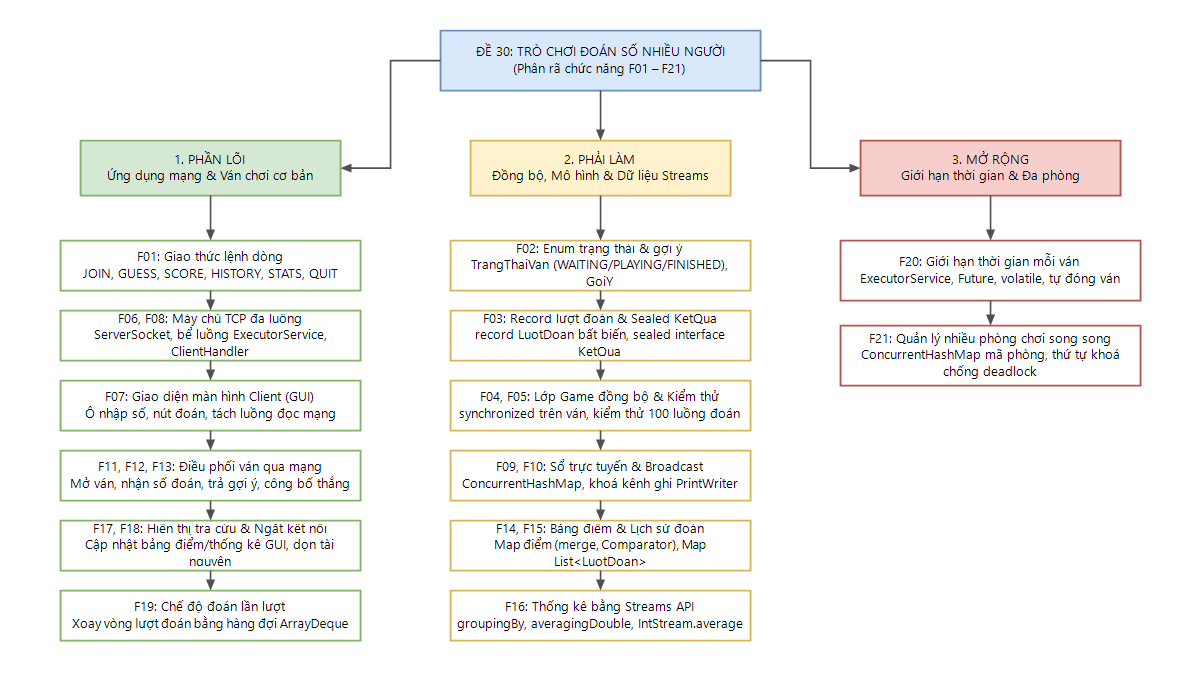 ĐỀ 30: TRÒ CHƠI ĐOÁN SỐ NHIỀU NGƯỜI
(Phân rã chức năng F01 – F21)
1. PHẦN LÕI
Ứng dụng mạng & Ván chơi cơ bản
F01: Giao thức lệnh dòng
JOIN, GUESS, SCORE, HISTORY, STATS, QUIT
F06, F08: Máy chủ TCP đa luồng
ServerSocket, bể luồng ExecutorService,
ClientHandler
F07: Giao diện màn hình Client (GUI)
Ô nhập số, nút đoán, tách luồng đọc mạng
F11, F12, F13: Điều phối ván qua mạng
Mở ván, nhận số đoán, trả gợi ý, công bố thắng
F17, F18: Hiển thị tra cứu & Ngắt kết nối
Cập nhật bảng điểm/thống kê GUI, dọn tài
nguyên
F19: Chế độ đoán lần lượt
Xoay vòng lượt đoán bằng hàng đợi ArrayDeque
2. PHẢI LÀM
Đồng bộ, Mô hình & Dữ liệu Streams
F02: Enum trạng thái & gợi ý
TrangThaiVan (WAITING/PLAYING/FINISHED),
GoiY
F03: Record lượt đoán & Sealed KetQua
record LuotDoan bất biến, sealed interface
KetQua
F04, F05: Lớp Game đồng bộ & Kiểm thử
synchronized trên ván, kiểm thử 100 luồng đoán
F09, F10: Sổ trực tuyến & Broadcast
ConcurrentHashMap, khoá kênh ghi PrintWriter
F14, F15: Bảng điểm & Lịch sử đoán
Map điểm (merge, Comparator), Map
List<LuotDoan>
F16: Thống kê bằng Streams API
groupingBy, averagingDouble, IntStream.average
3. MỞ RỘNG
Giới hạn thời gian & Đa phòng
F20: Giới hạn thời gian mỗi ván
ExecutorService, Future, volatile, tự đóng ván
F21: Quản lý nhiều phòng chơi song song
ConcurrentHashMap mã phòng, thứ tự khoá
chống deadlock